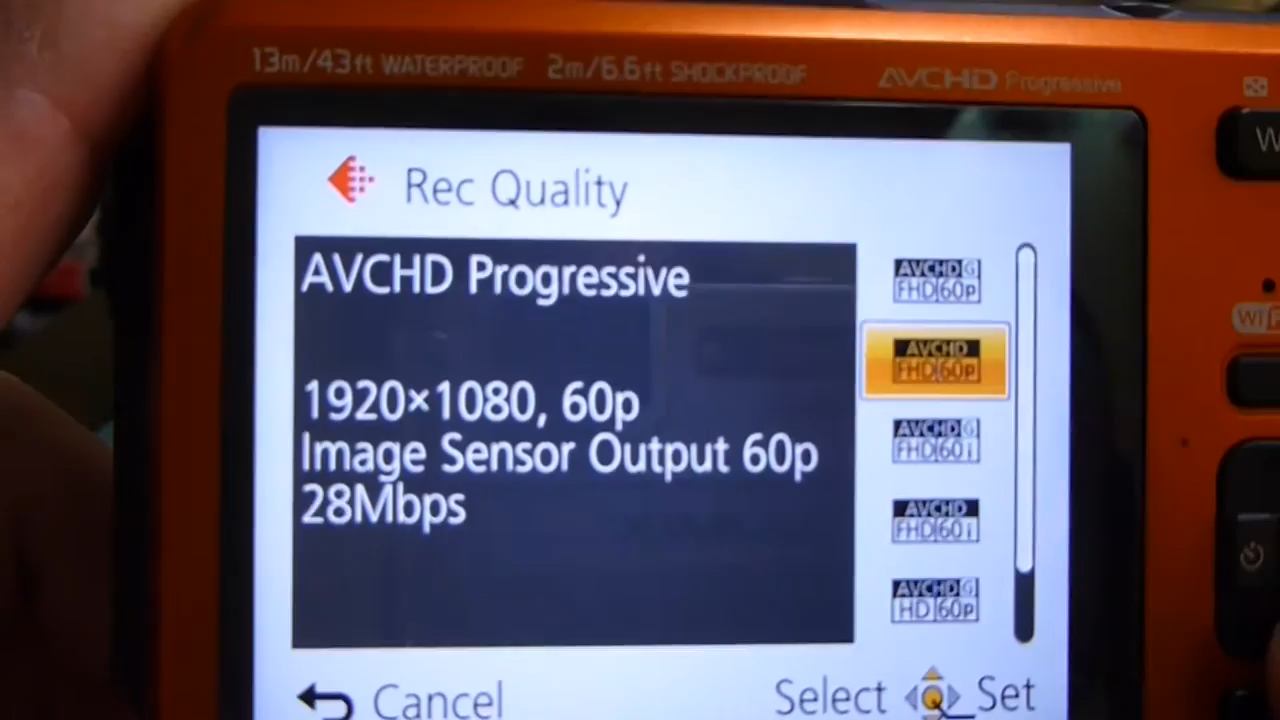 13m/43ft WATERPROOF 2m/6.6ft SHOCKPROOF AVCHD Progressive
W
Rec Quality
AVCHD Progressive
1920×1080, 60p
Image Sensor Output 60p
28Mbps
AVCHD G
FHD 60p
AVCHD
FHD 60p
AVCHD G
FHD 60i
AVCHD
FHD 60i
AVCHD G
HD 60p
Cancel
Select Set